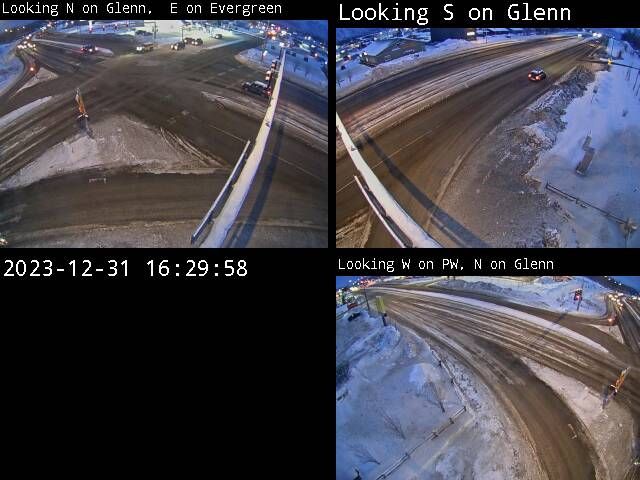 Looking N on Glenn,  E on Evergreen
Looking S on Glenn
2023-12-31 16:29:58
Looking W on PW, N on Glenn